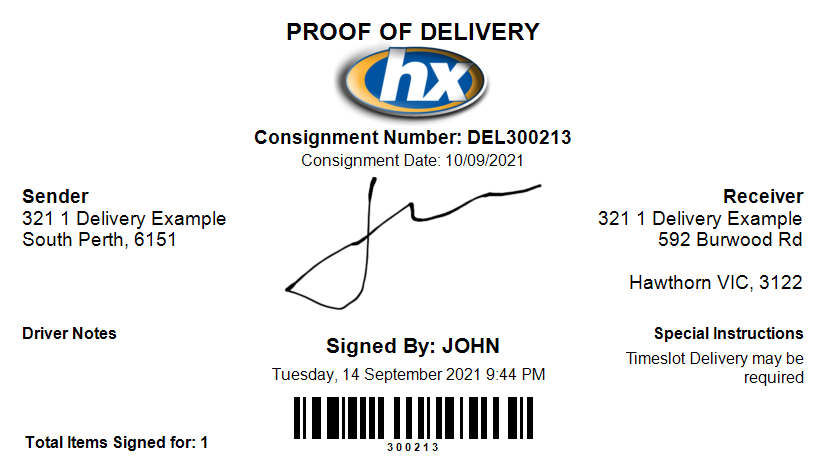 PROOF OF DELIVERY
hx
Consignment Number: DEL300213
Consignment Date: 10/09/2021
Sender
321 1 Delivery Example
South Perth, 6151
Receiver
321 1 Delivery Example
592 Burwood Rd
Hawthorn VIC, 3122
Driver Notes
Signed By: JOHN
Tuesday, 14 September 2021 9:44 PM
Special Instructions
Timeslot Delivery may be
required
300213
Total Items Signed for: 1